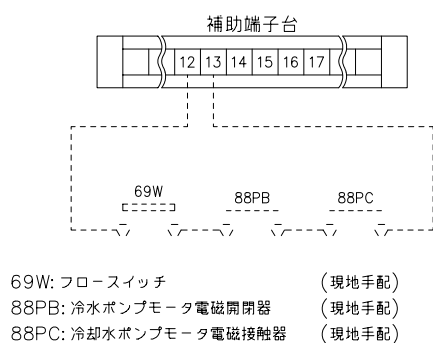 補助端子台
12 13 14 15 16 17
69W 88PB 88PC
69W: フロースイッチ (現地手配)
88PB: 冷水ポンプモータ電磁開閉器 (現地手配)
88PC: 冷却水ポンプモータ電磁接触器 (現地手配)